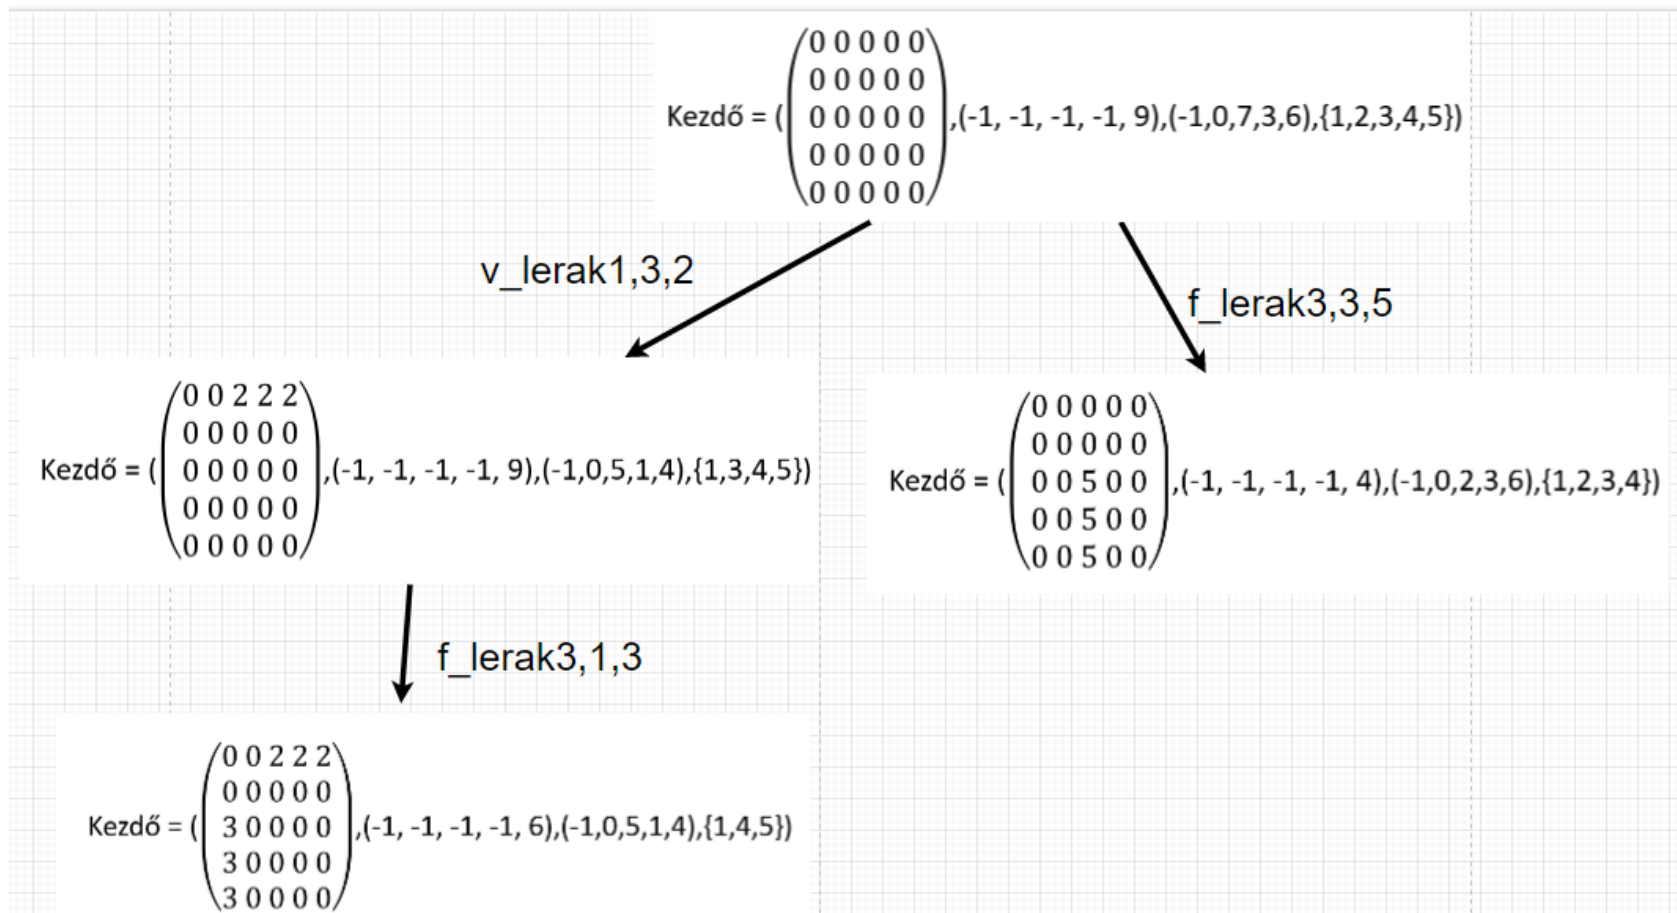 0 0 0 0 0
0 0 0 0 0
Kezdő = ( 0 0 0 0 0 ,(-1, -1, -1, -1, 9),(-1,0,7,3,6),{1,2,3,4,5})
0 0 0 0 0
0 0 0 0 0
v_lerak1,3,2
f_lerak3,3,5
0 0 2 2 2
0 0 0 0 0
Kezdő = ( 0 0 0 0 0 ,(-1, -1, -1, -1, 9),(-1,0,5,1,4),{1,3,4,5})
0 0 0 0 0
0 0 0 0 0
0 0 0 0 0
0 0 0 0 0
Kezdő = ( 0 0 5 0 0 ,(-1, -1, -1, -1, 4),(-1,0,2,3,6),{1,2,3,4})
0 0 5 0 0
0 0 5 0 0
f_lerak3,1,3
0 0 2 2 2
0 0 0 0 0
Kezdő = ( 3 0 0 0 0 ,(-1, -1, -1, -1, 6),(-1,0,5,1,4),{1,4,5})
3 0 0 0 0
3 0 0 0 0